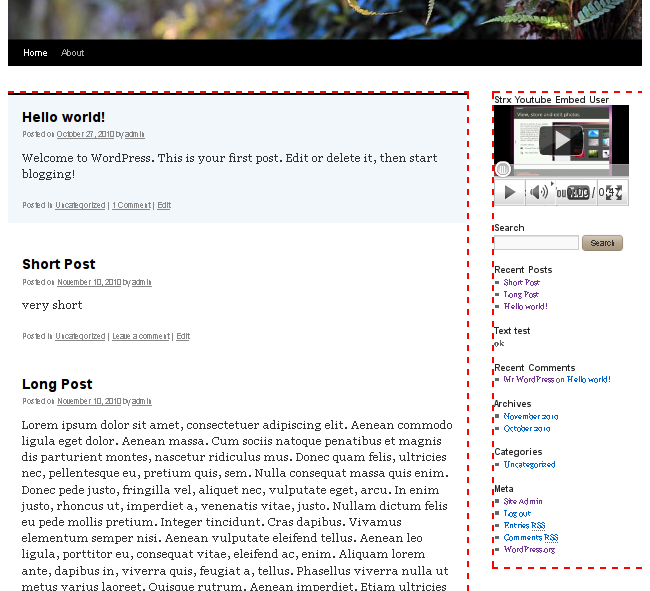 Home About
Hello world!
Posted on October 27, 2010 by admin
Welcome to WordPress. This is your first post. Edit or delete it, then start
blogging!
Posted in Uncategorized | 1 Comment | Edit
Short Post
Posted on November 10, 2010 by admin
very short
Posted in Uncategorized | Leave a comment | Edit
Long Post
Posted on November 10, 2010 by admin
Lorem ipsum dolor sit amet, consectetuer adipiscing elit. Aenean commodo
ligula eget dolor. Aenean massa. Cum sociis natoque penatibus et magnis
dis parturient montes, nascetur ridiculus mus. Donec quam felis, ultricies
nec, pellentesque eu, pretium quis, sem. Nulla consequat massa quis enim.
Donec pede justo, fringilla vel, aliquet nec, vulputate eget, arcu. In enim
justo, rhoncus ut, imperdiet a, venenatis vitae, justo. Nullam dictum felis
eu pede mollis pretium. Integer tincidunt. Cras dapibus. Vivamus
elementum semper nisi. Aenean vulputate eleifend tellus. Aenean leo
ligula, porttitor eu, consequat vitae, eleifend ac, enim. Aliquam lorem
ante, dapibus in, viverra quis, feugiat a, tellus. Phasellus viverra nulla ut
metus varius laoreet. Quisque rutrum. Aenean imperdiet. Etiam ultricies
Strx Youtube Embed User
View, store and edit photos
/ 0:47
Search
Search
Recent Posts
Short Post
Long Post
Hello world!
Text test
ok
Recent Comments
Mr WordPress on Hello world!
Archives
November 2010
October 2010
Categories
Uncategorized
Meta
Site Admin
Log out
Entries RSS
Comments RSS
WordPress.org